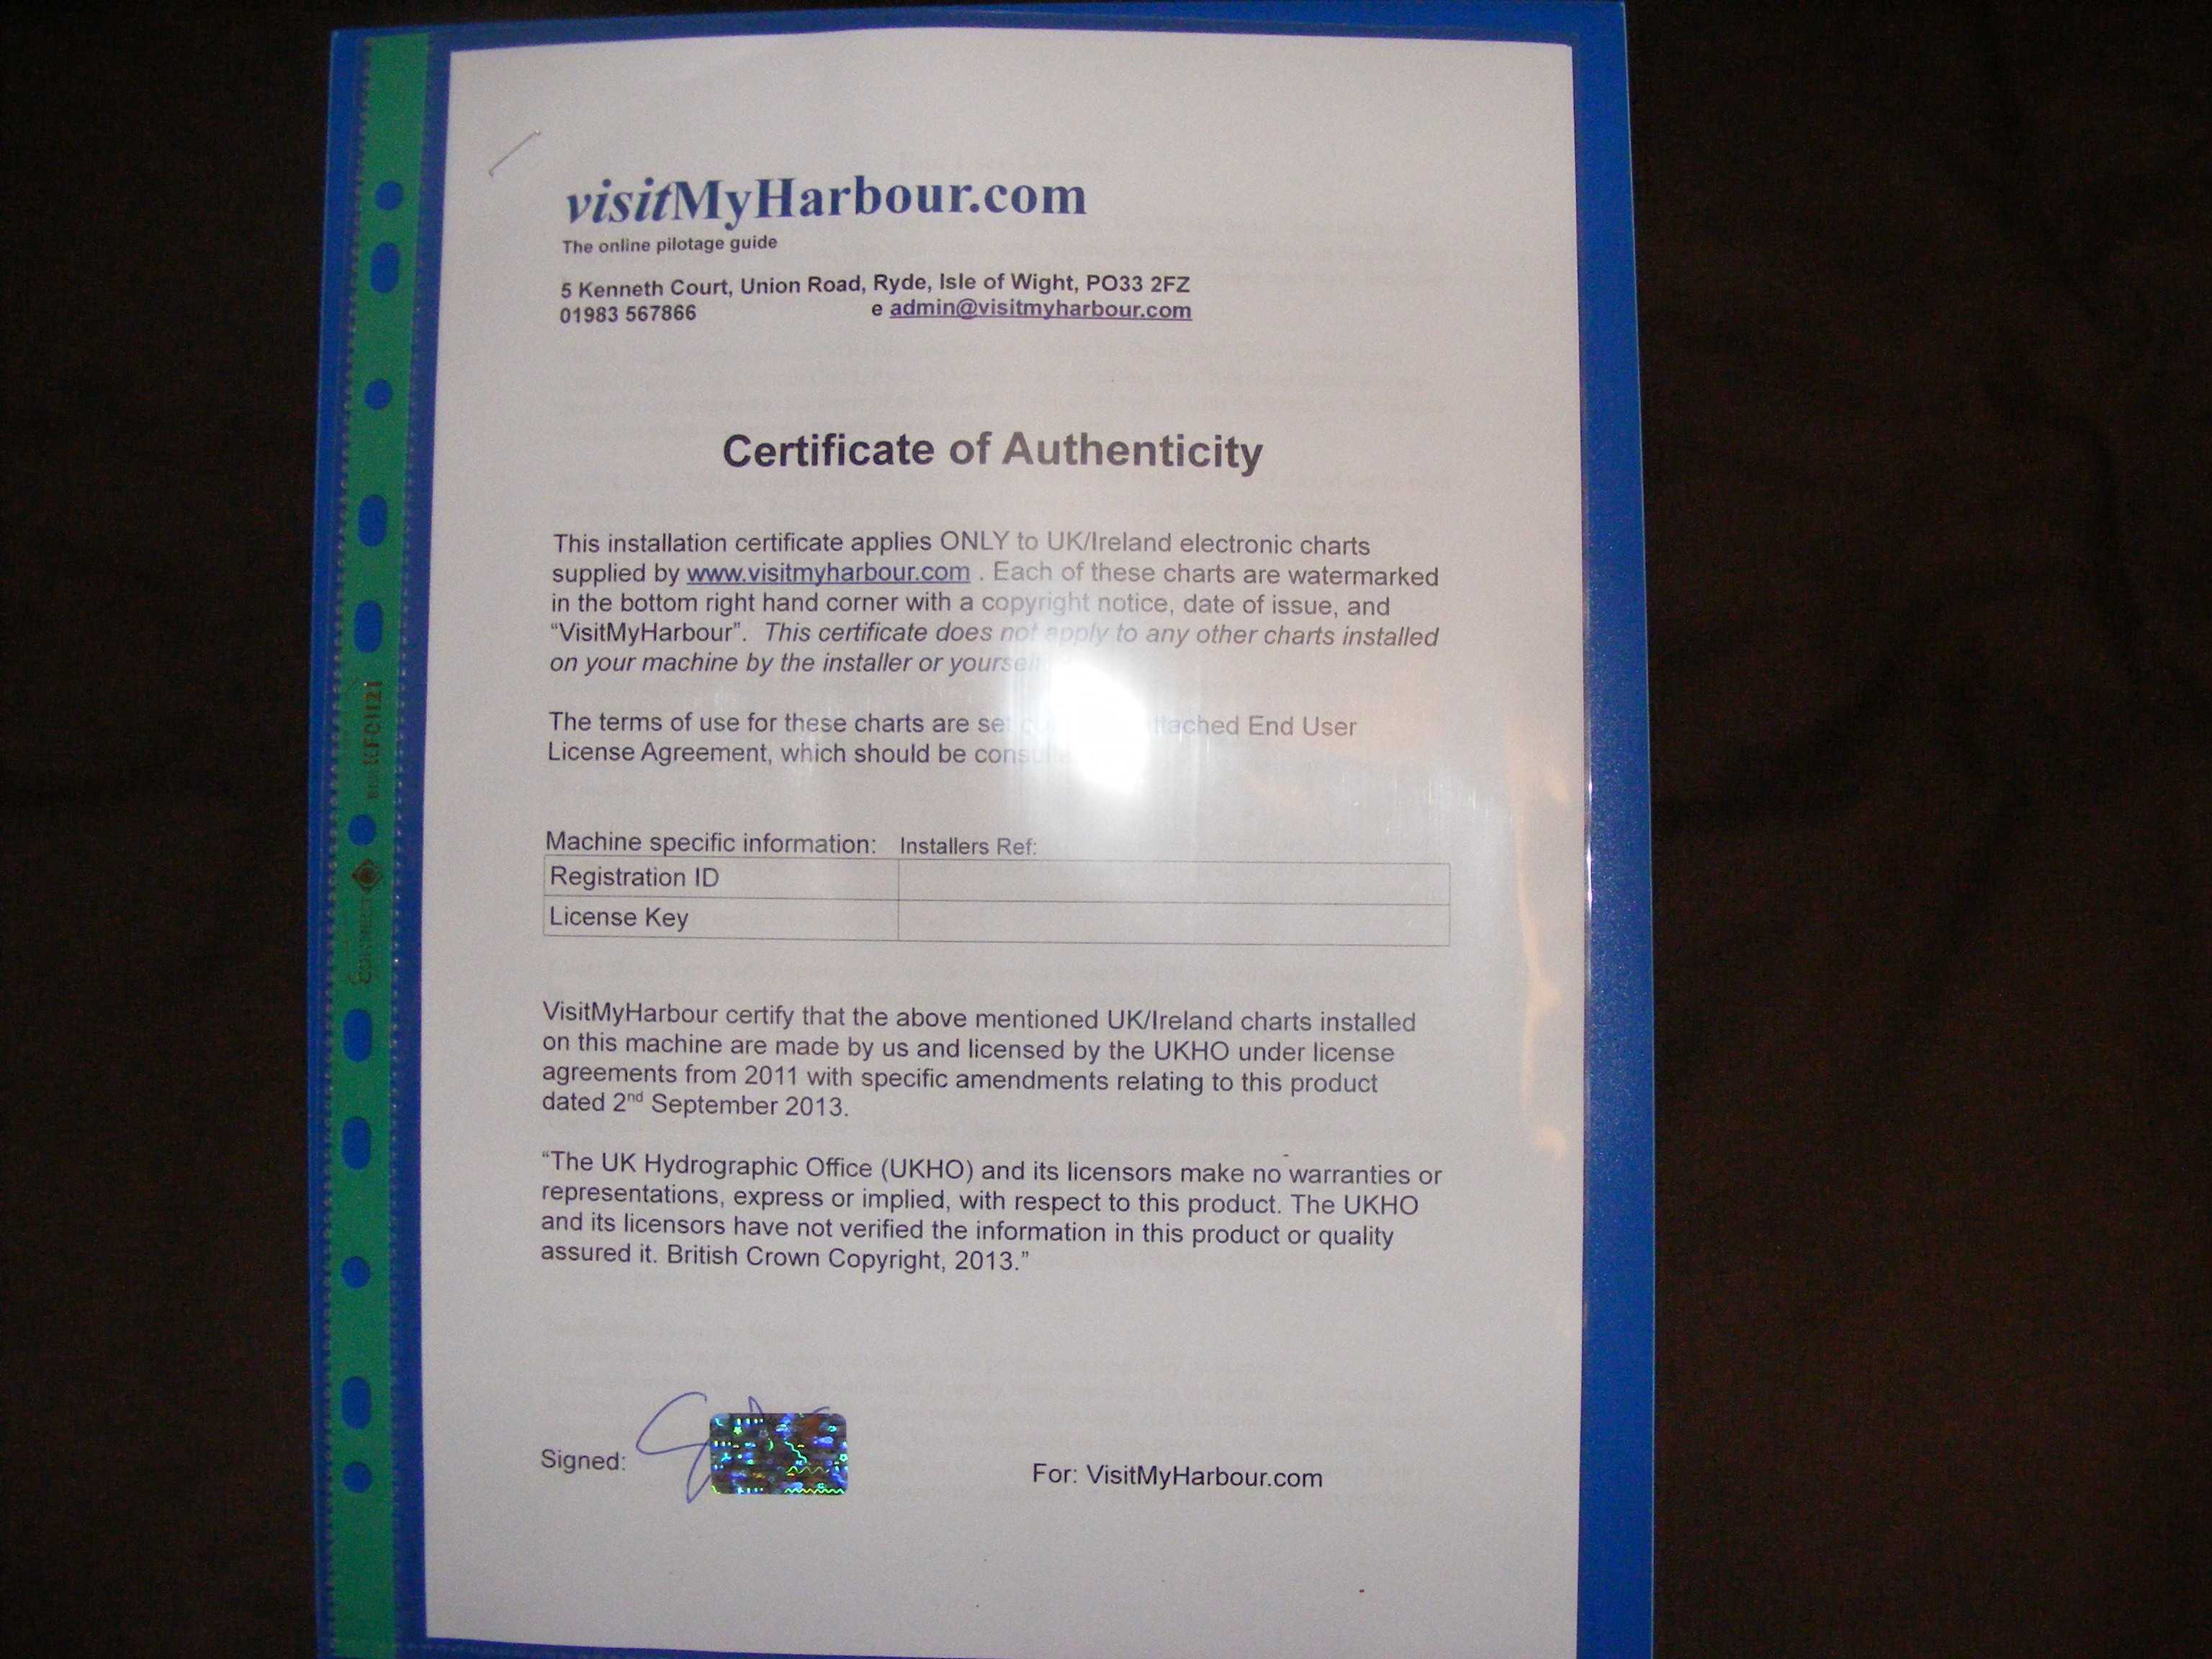 visitMyHarbour.com
The online pilotage guide
5 Kenneth Court, Union Road, Ryde, Isle of Wight, PO33 2FZ
01983 567866 e admin@visitmyharbour.com
Certificate of Authenticity
This installation certificate applies ONLY to UK/Ireland electronic charts
supplied by www.visitmyharbour.com . Each of these charts are watermarked
in the bottom right hand corner with a copyright notice, date of issue, and
“VisitMyHarbour”. This certificate does not apply to any other charts installed
on your machine by the installer or yourself
The terms of use for these charts are set attached End User
License Agreement, which should be
Machine specific information: Installers Ref:
Registration ID
License Key
VisitMyHarbour certify that the above mentioned UK/Ireland charts installed
on this machine are made by us and licensed by the UKHO under license
agreements from 2011 with specific amendments relating to this product
dated 2nd September 2013.
“The UK Hydrographic Office (UKHO) and its licensors make no warranties or
representations, express or implied, with respect to this product. The UKHO
and its licensors have not verified the information in this product or quality
assured it. British Crown Copyright, 2013.”
Signed:
For: VisitMyHarbour.com
CONNECT